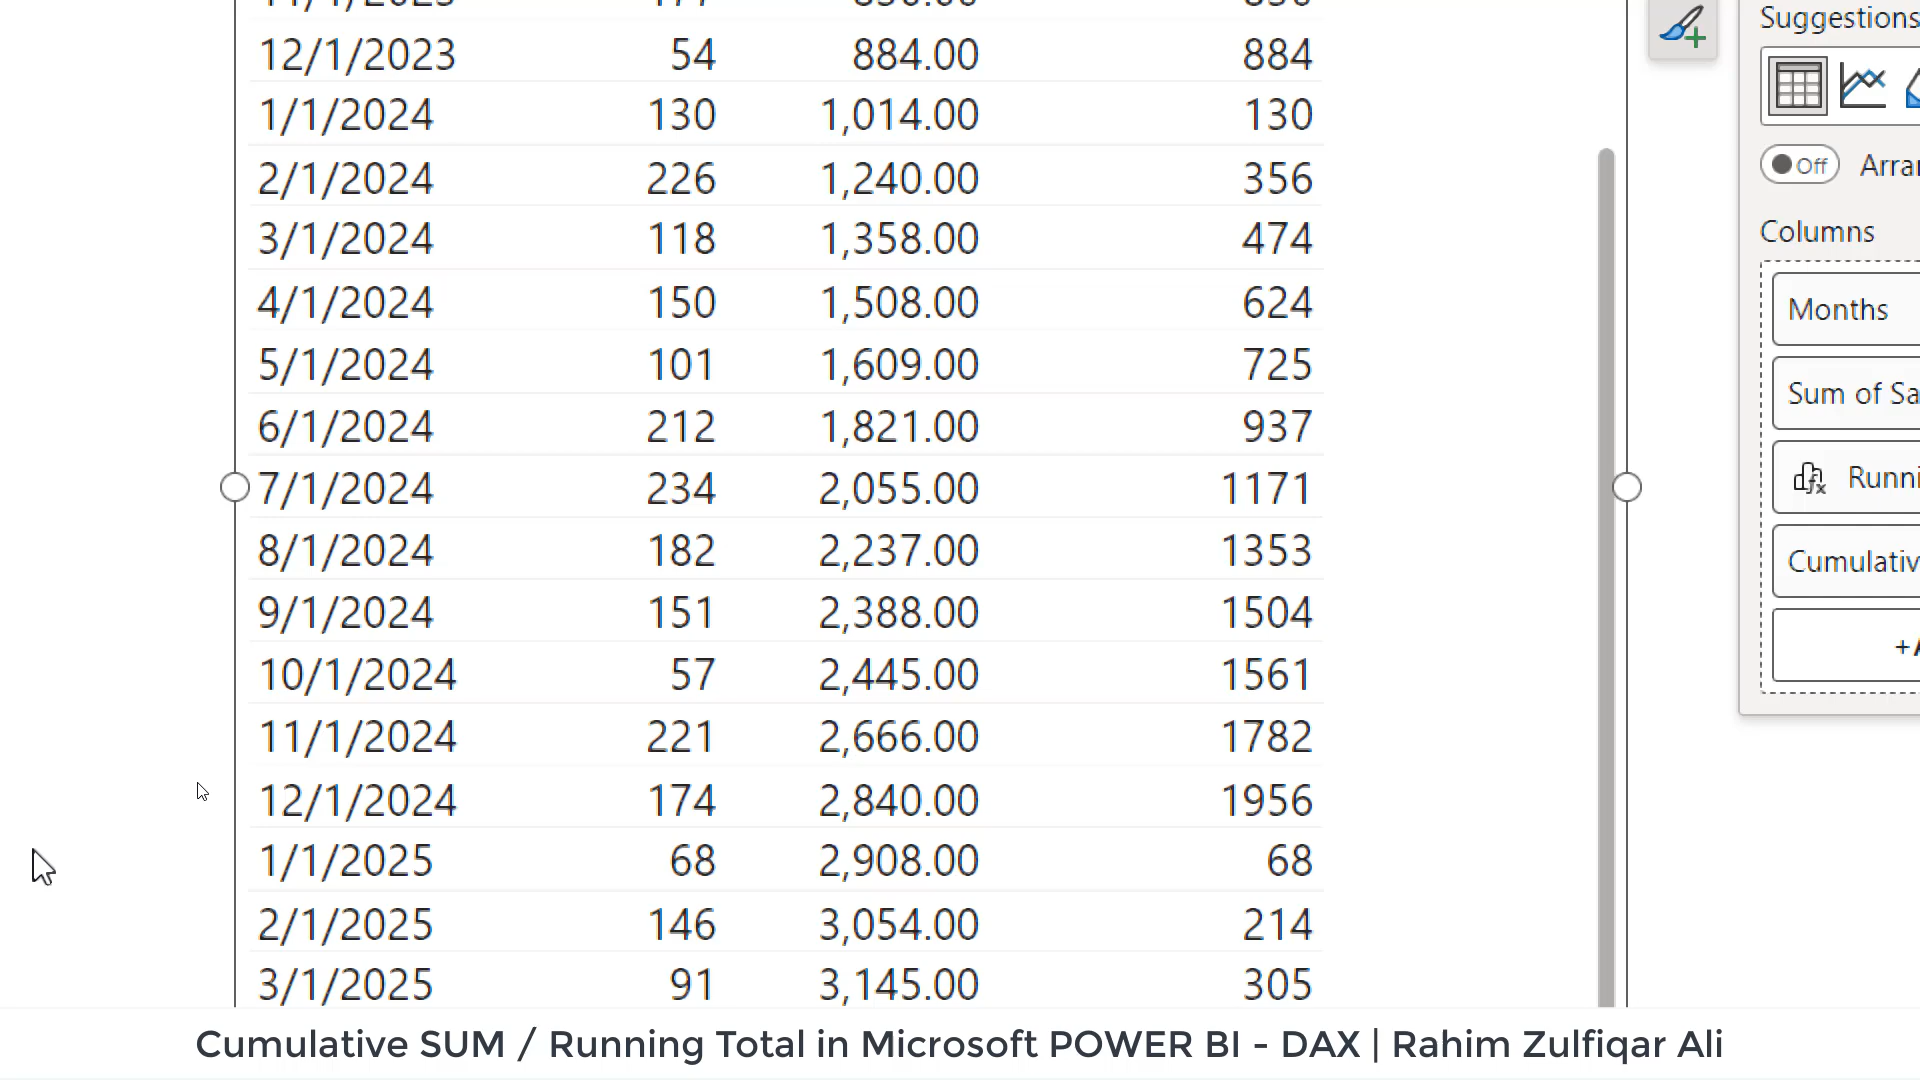 12/1/2023 54 884.00 884
1/1/2024 130 1,014.00 130
2/1/2024 226 1,240.00 356
3/1/2024 118 1,358.00 474
4/1/2024 150 1,508.00 624
5/1/2024 101 1,609.00 725
6/1/2024 212 1,821.00 937
7/1/2024 234 2,055.00 1171
8/1/2024 182 2,237.00 1353
9/1/2024 151 2,388.00 1504
10/1/2024 57 2,445.00 1561
11/1/2024 221 2,666.00 1782
12/1/2024 174 2,840.00 1956
1/1/2025 68 2,908.00 68
2/1/2025 146 3,054.00 214
3/1/2025 91 3,145.00 305
Suggestions
Off Arra
Columns
Months
Sum of Sa
Runni
Cumulativ
+A
Cumulative SUM / Running Total in Microsoft POWER BI - DAX | Rahim Zulfiqar Ali